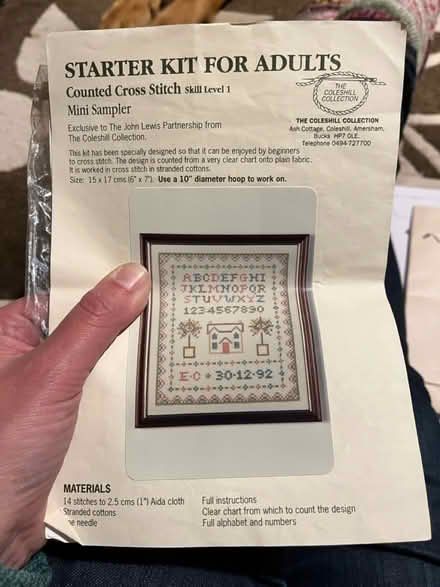 STARTER KIT FOR ADULTS
Counted Cross Stitch Skill Level 1
Mini Sampler
Exclusive to The John Lewis Partnership from
The Coleshill Collection.
THE
COLESHILL
COLLECTION
THE COLESHILL COLLECTION
Ash Cottage, Coleshill, Amersham,
Bucks HP7 OLE.
Telephone 0494-727700
This kit has been specially designed so that it can be enjoyed by beginners
to cross stitch. The design is counted from a very clear chart onto plain fabric.
It is worked in cross stitch in stranded cottons.
Size: 15 x 17 cms (6" x 7"). Use a 10" diameter hoop to work on.
ABCDEFGHI
JKLMNOPQR
STUVWXYZ
1234567890
E·C * 30·12·92
MATERIALS
14 stitches to 2.5 cms (1") Aida cloth
Stranded cottons
needle
Full instructions
Clear chart from which to count the design
Full alphabet and numbers